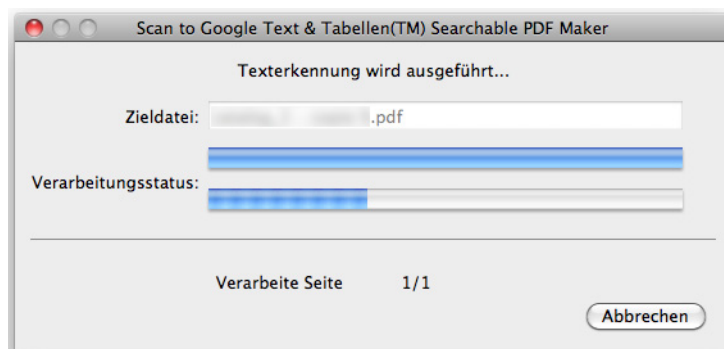 Scan to Google Text & Tabellen(TM) Searchable PDF Maker
Texterkennung wird ausgeführt...
Zieldatei: .pdf
Verarbeitungsstatus:
Verarbeite Seite 1/1
Abbrechen